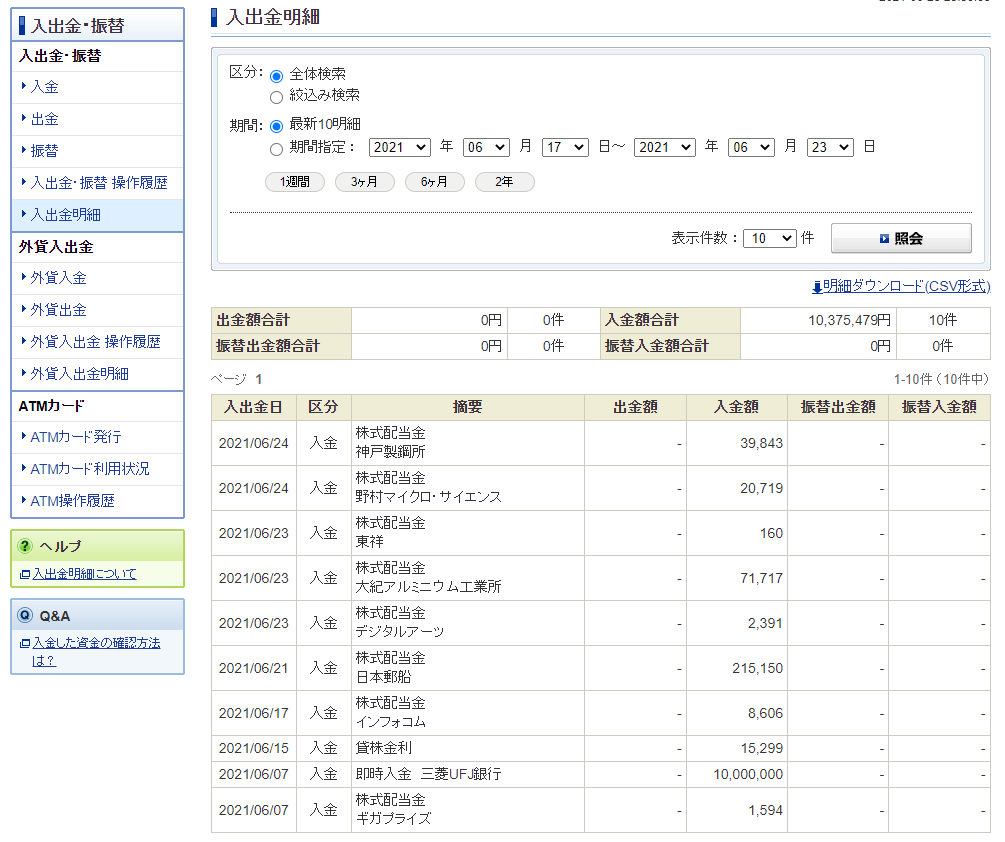 入出金・振替
入出金・振替
入金
出金
振替
入出金・振替 操作履歴
入出金明細
外貨入出金
外貨入金
外貨出金
外貨入出金 操作履歴
外貨入出金明細
ATMカード
ATMカード発行
ATMカード利用状況
ATM操作履歴
ヘルプ
入出金明細について
Q&A
入金した資金の確認方法
は？
入出金明細
区分： 全体検索
絞込み検索
期間： 最新10明細
期間指定： 2021 年 06 月 17 日～ 2021 年 06 月 23 日
1週間 3ヶ月 6ヶ月 2年
表示件数： 10 件 照会
明細ダウンロード(CSV形式)
出金額合計 0円 0件 入金額合計 10,375,479円 10件
振替出金額合計 0円 0件 振替入金額合計 0円 0件
ページ 1 1-10件（10件中）
入出金日 区分 摘要 出金額 入金額 振替出金額 振替入金額
2021/06/24 入金 株式配当金 - 39,843 - -
神戸製鋼所
2021/06/24 入金 株式配当金 - 20,719 - -
野村マイクロ・サイエンス
2021/06/23 入金 株式配当金 - 160 - -
東祥
2021/06/23 入金 株式配当金 - 71,717 - -
大紀アルミニウム工業所
2021/06/23 入金 株式配当金 - 2,391 - -
デジタルアーツ
2021/06/21 入金 株式配当金 - 215,150 - -
日本郵船
2021/06/17 入金 株式配当金 - 8,606 - -
インフォコム
2021/06/15 入金 貸株金利 - 15,299 - -
2021/06/07 入金 即時入金　三菱UFJ銀行 - 10,000,000 - -
2021/06/07 入金 株式配当金 - 1,594 - -
ギガプライズ